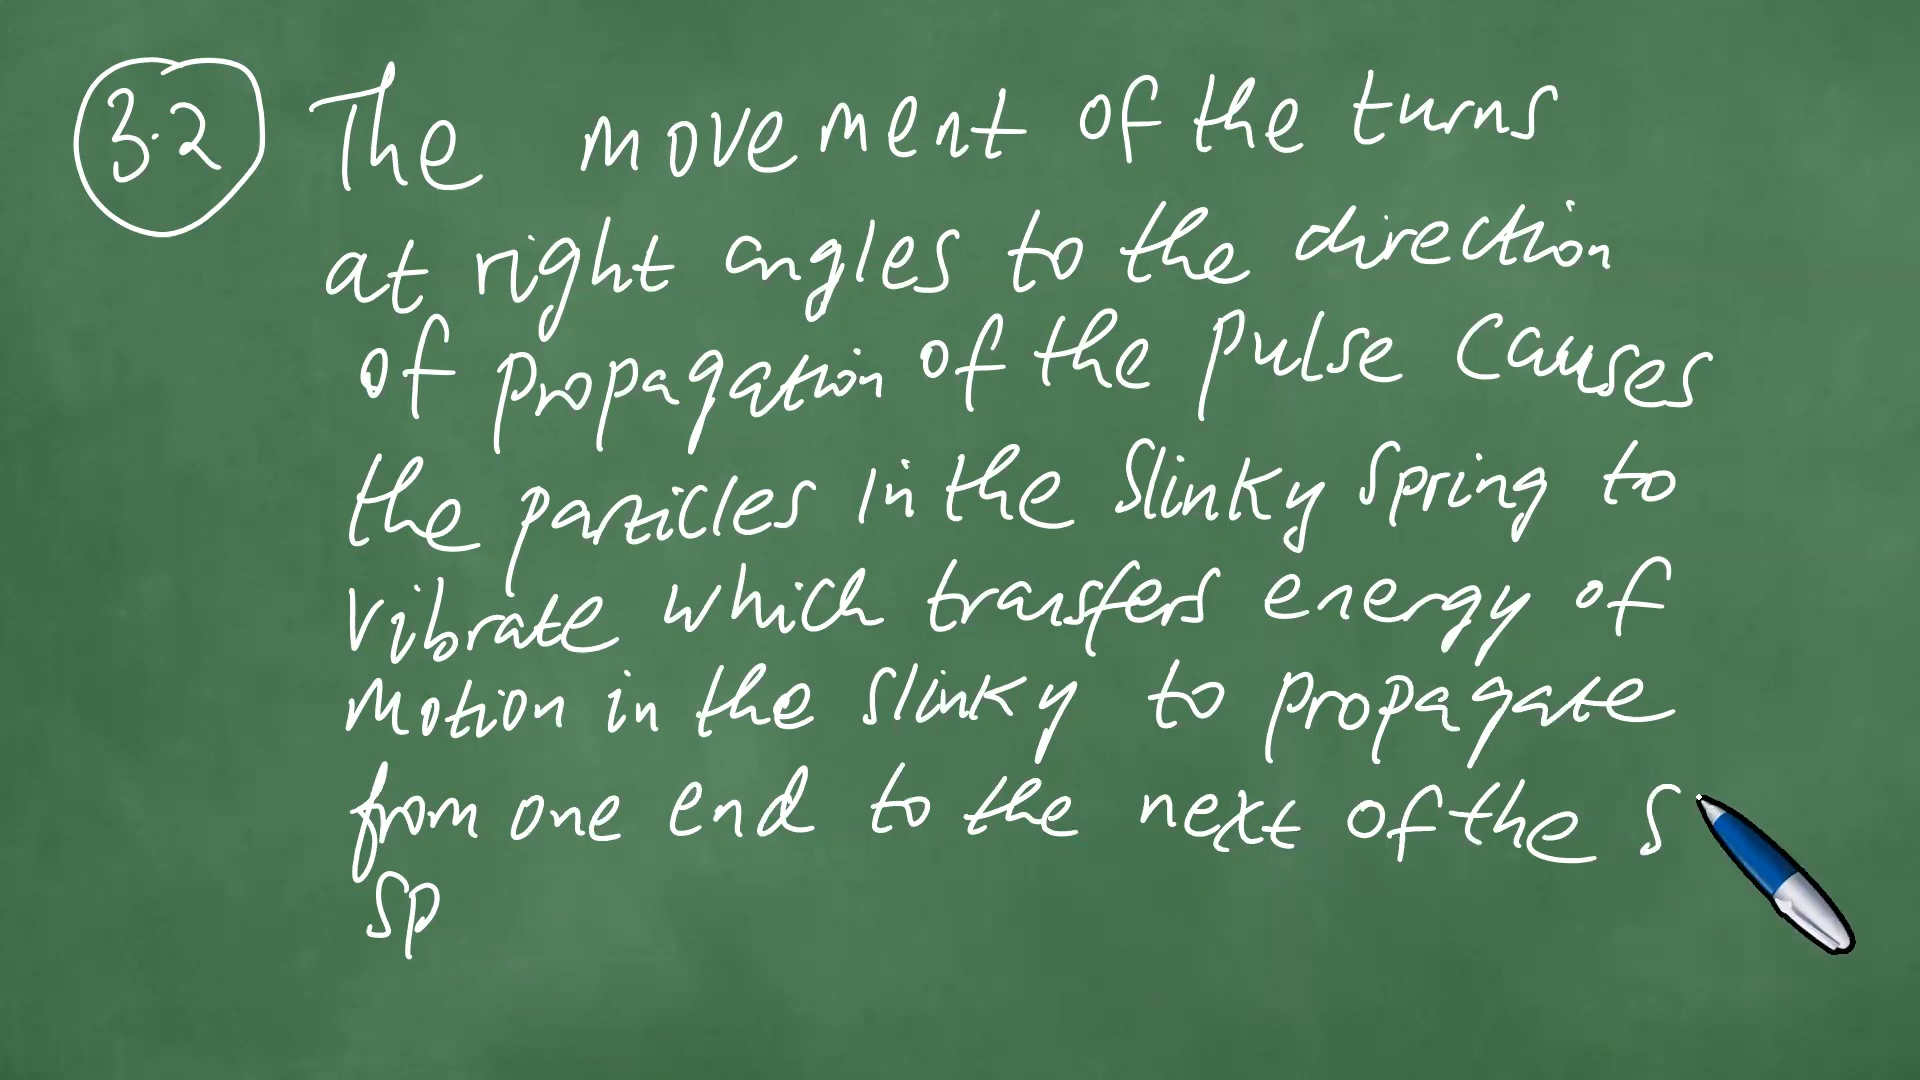 3.2 The movement of the turns
at right angles to the direction
of propagation of the pulse causes
the particles in the Slinky Spring to
Vibrate which transfers energy of
motion in the Slinky to propagate
from one end to the next of the S
Sp